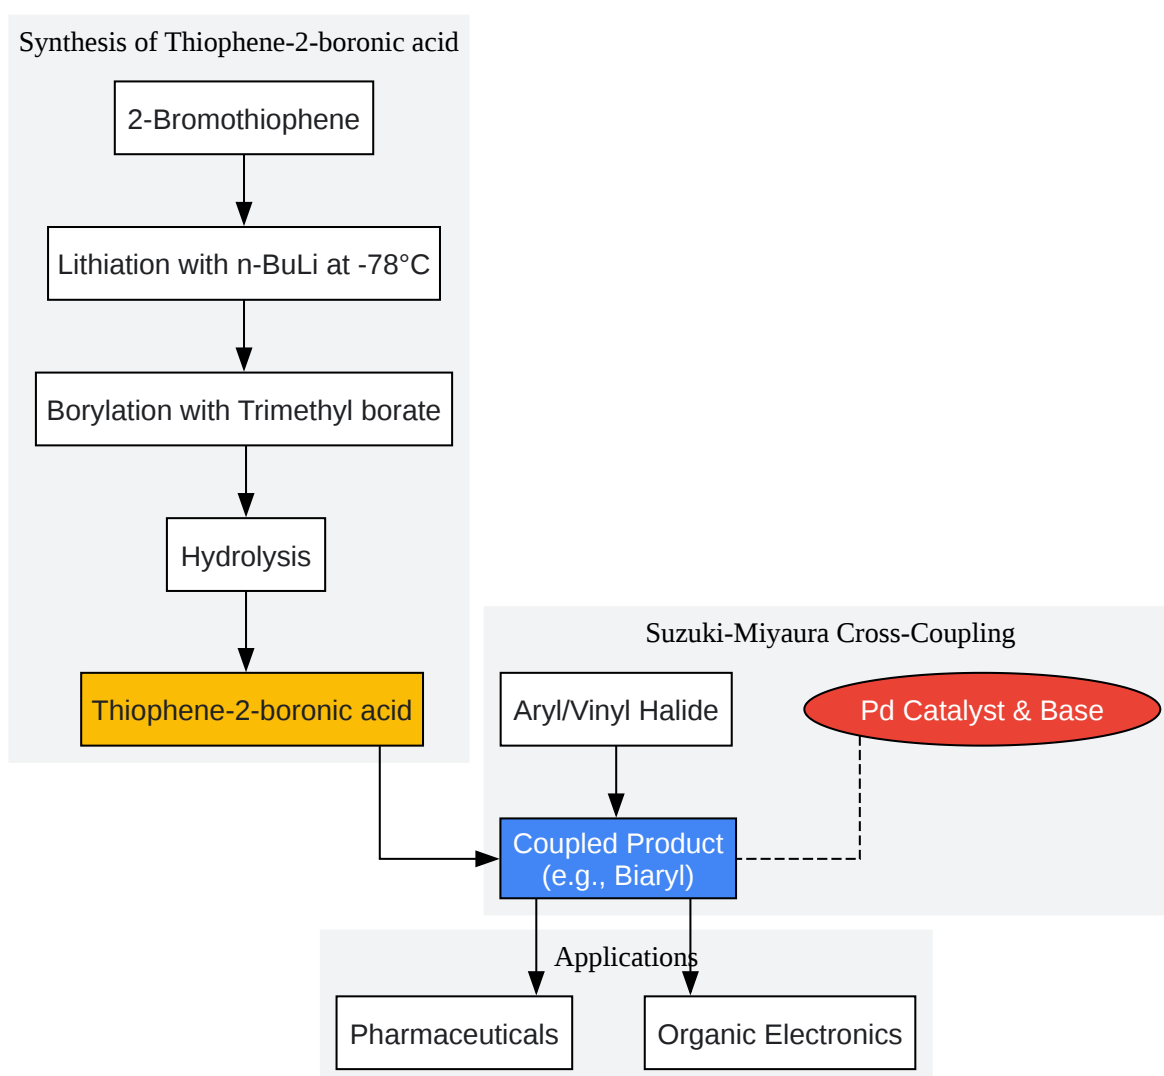 Synthesis of Thiophene-2-boronic acid
2-Bromothiophene
Lithiation with n-BuLi at -78°C
Borylation with Trimethyl borate
Hydrolysis
Thiophene-2-boronic acid
Suzuki-Miyaura Cross-Coupling
Aryl/Vinyl Halide
Pd Catalyst & Base
Coupled Product
(e.g., Biaryl)
Applications
Pharmaceuticals
Organic Electronics